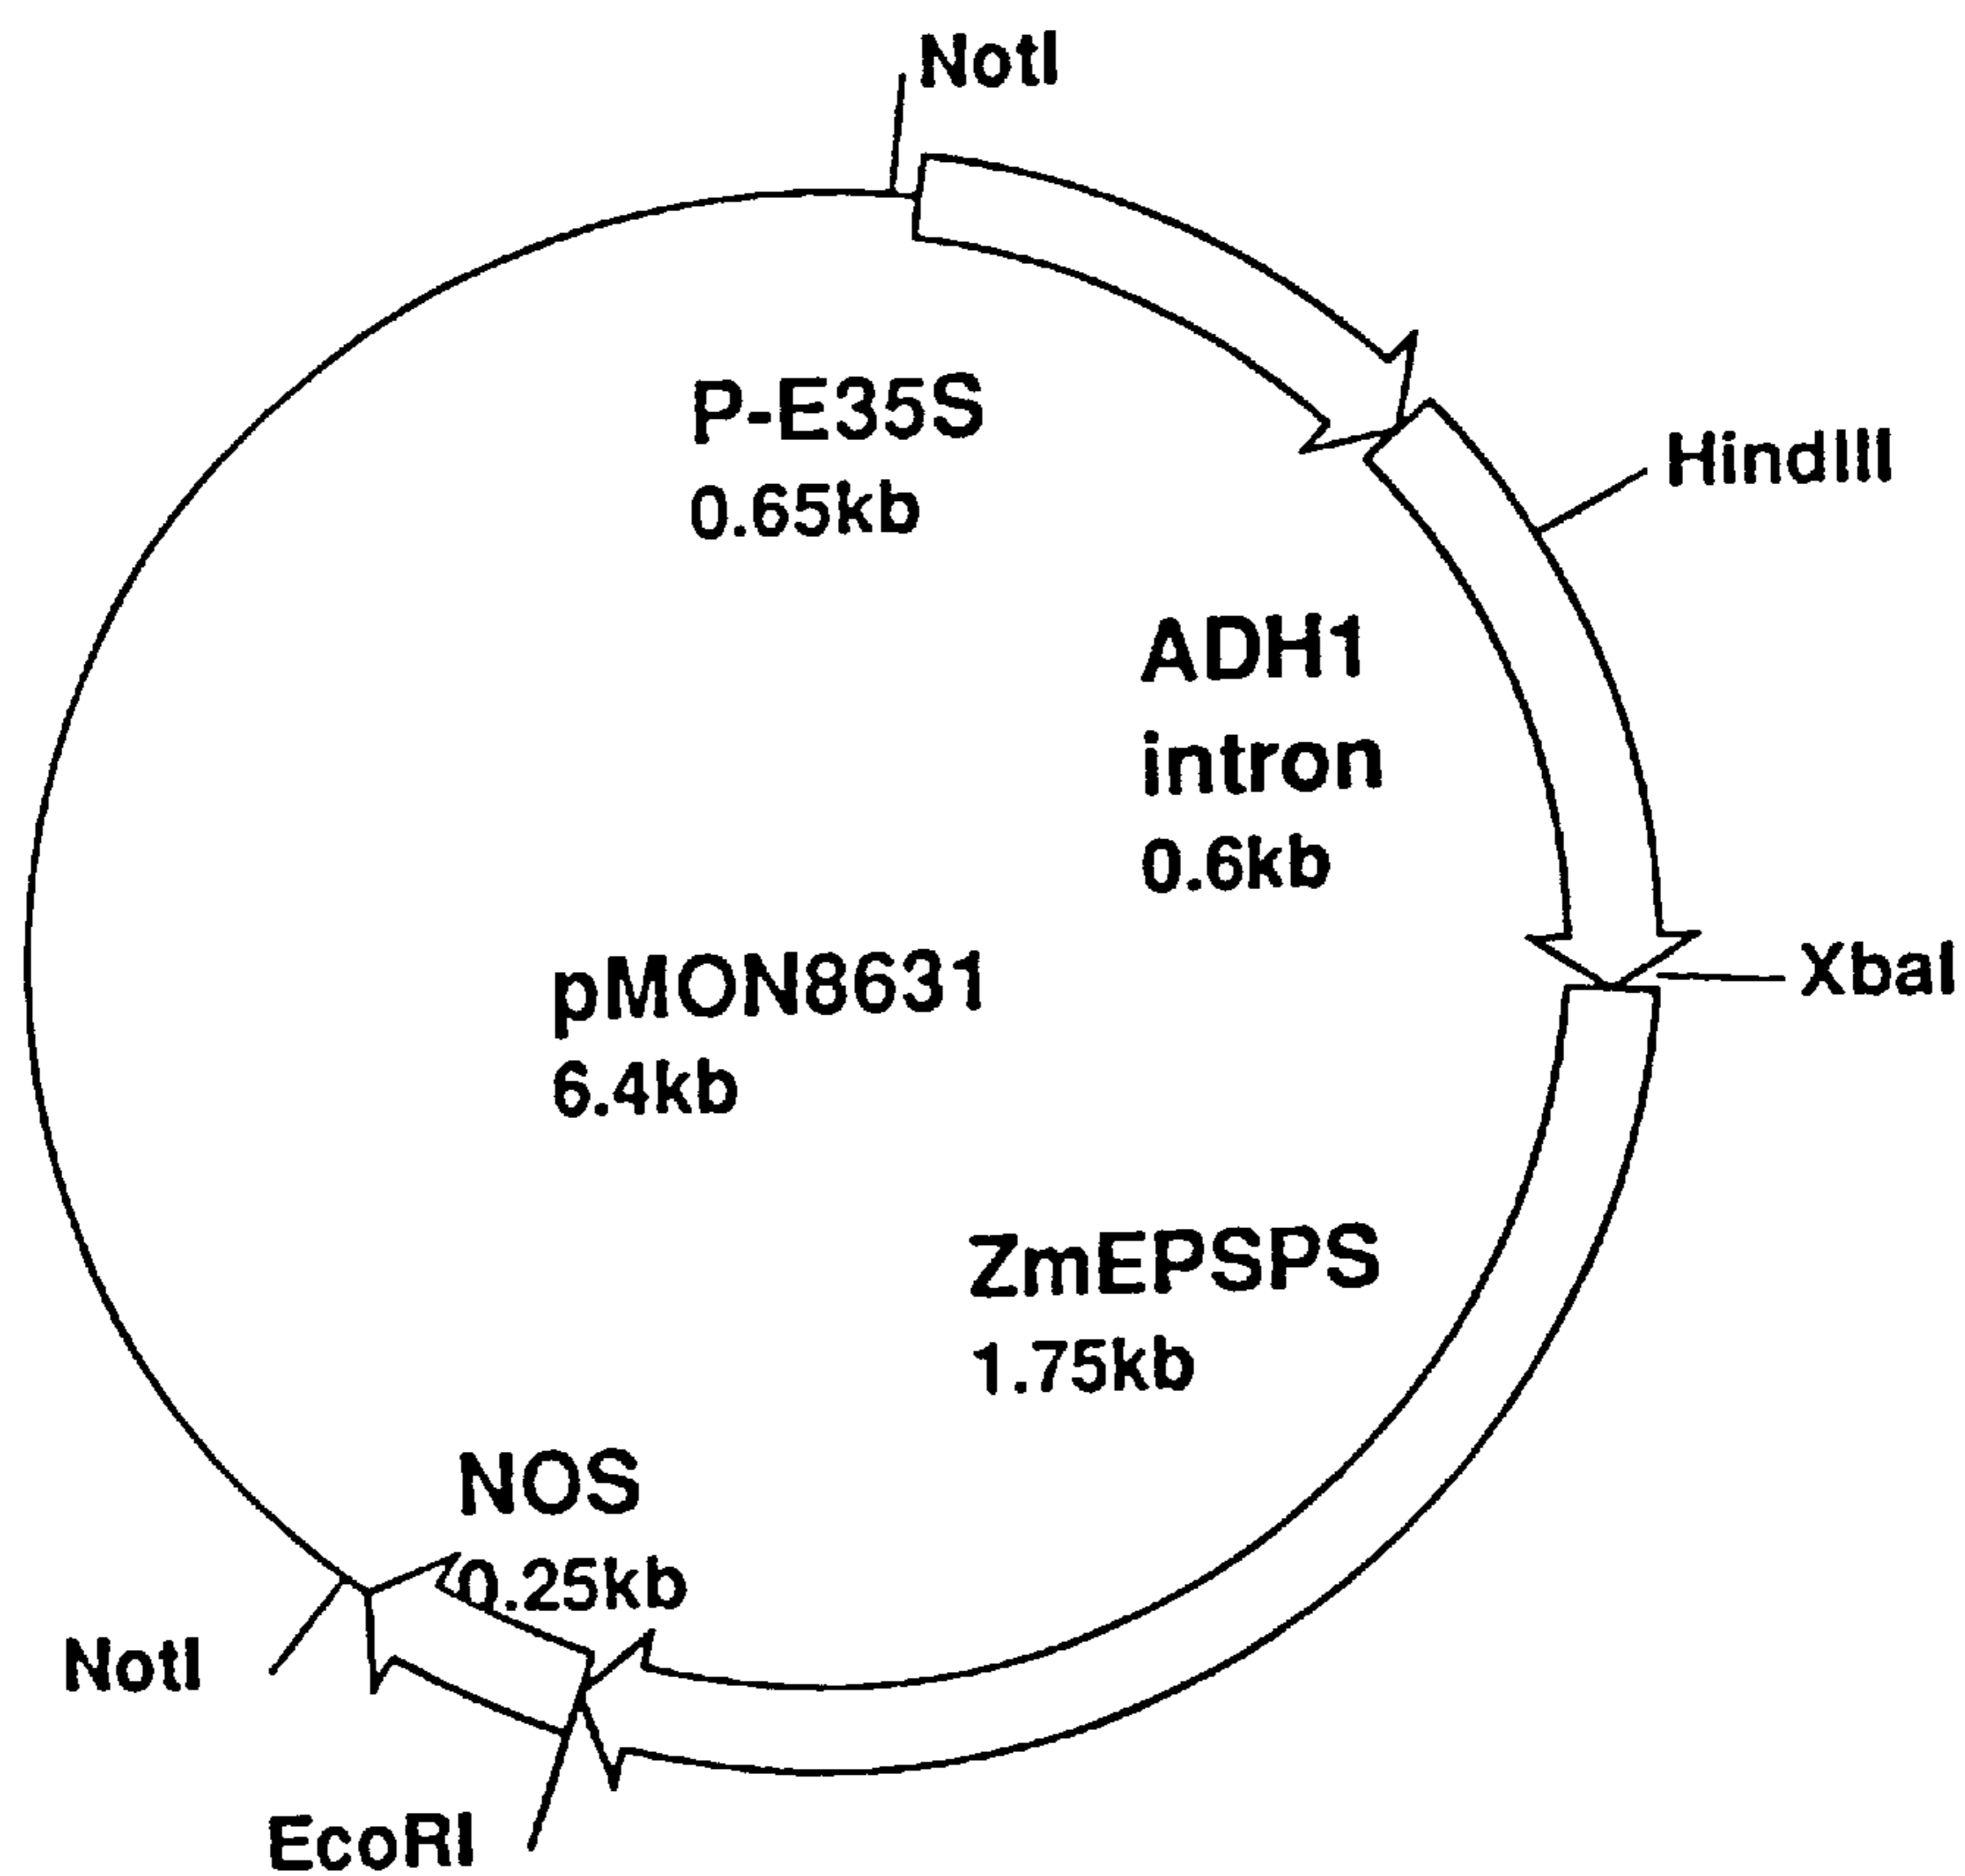 NotI
P-E35S
0.65kb
HindIII
ADH1
intron
0.6kb
pMON8631
6.4kb
XbaI
ZmEPSPS
1.75kb
NOS
0.25kb
NotI
EcoRI